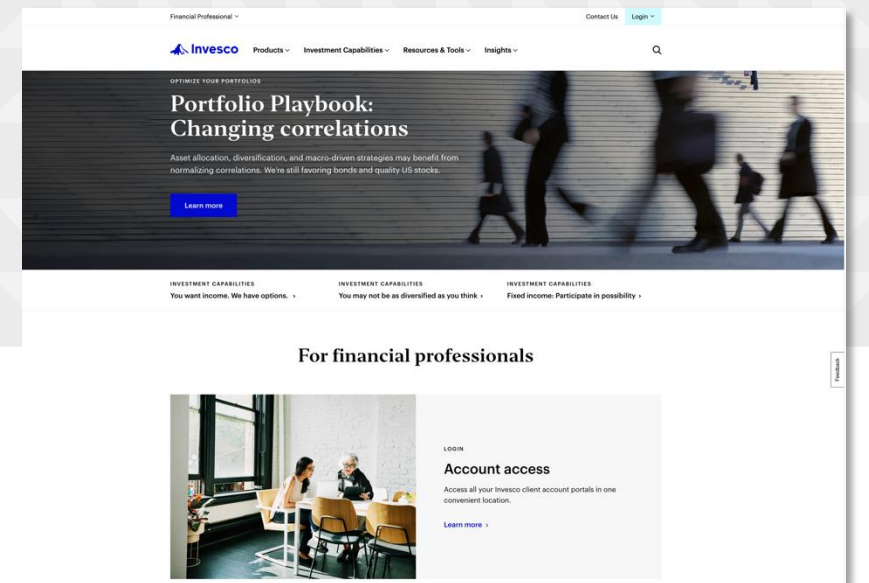 Financial Professional
Contact Us
Login
Invesco
Products
Investment Capabilities
Resources & Tools
Insights
OPTIMIZE YOUR PORTFOLIOS
Portfolio Playbook:
Changing correlations
Asset allocation, diversification, and macro-driven strategies may benefit from
normalizing correlations. We're still favoring bonds and quality US stocks.
Learn more
INVESTMENT CAPABILITIES
You want income. We have options. ›
INVESTMENT CAPABILITIES
You may not be as diversified as you think ›
INVESTMENT CAPABILITIES
Fixed income: Participate in possibility ›
For financial professionals
Feedback
LOGIN
Account access
Access all your Invesco client account portals in one
convenient location.
Learn more ›